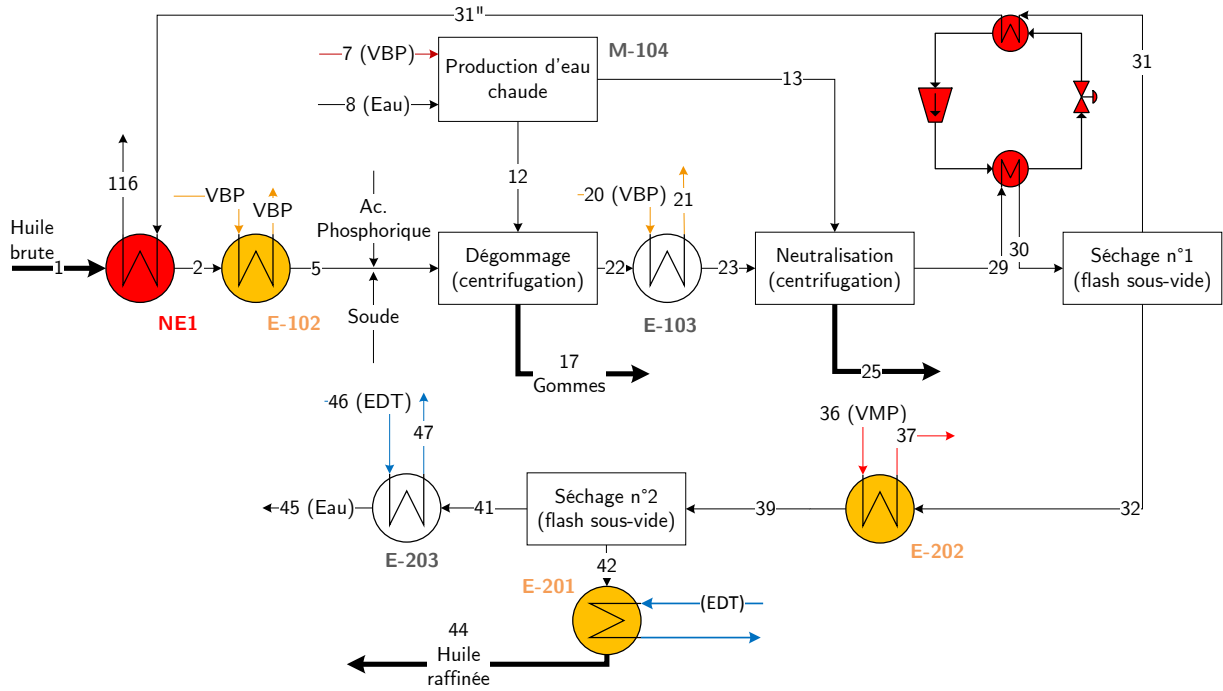 31"
7 (VBP)
M-104
Production d'eau
chaude
8 (Eau)
13
31
116
VBP
VBP
12
Ac.
Phosphorique
20 (VBP)
21
Huile
brute
1
2
5
Dégommage
(centrifugation)
22
23
Neutralisation
(centrifugation)
29
30
Séchage n°1
(flash sous-vide)
NE1
E-102
Soude
E-103
17
Gommes
25
46 (EDT)
47
36 (VMP)
37
45 (Eau)
41
Séchage n°2
(flash sous-vide)
39
32
E-203
E-202
42
E-201
(EDT)
44
Huile
raffinée